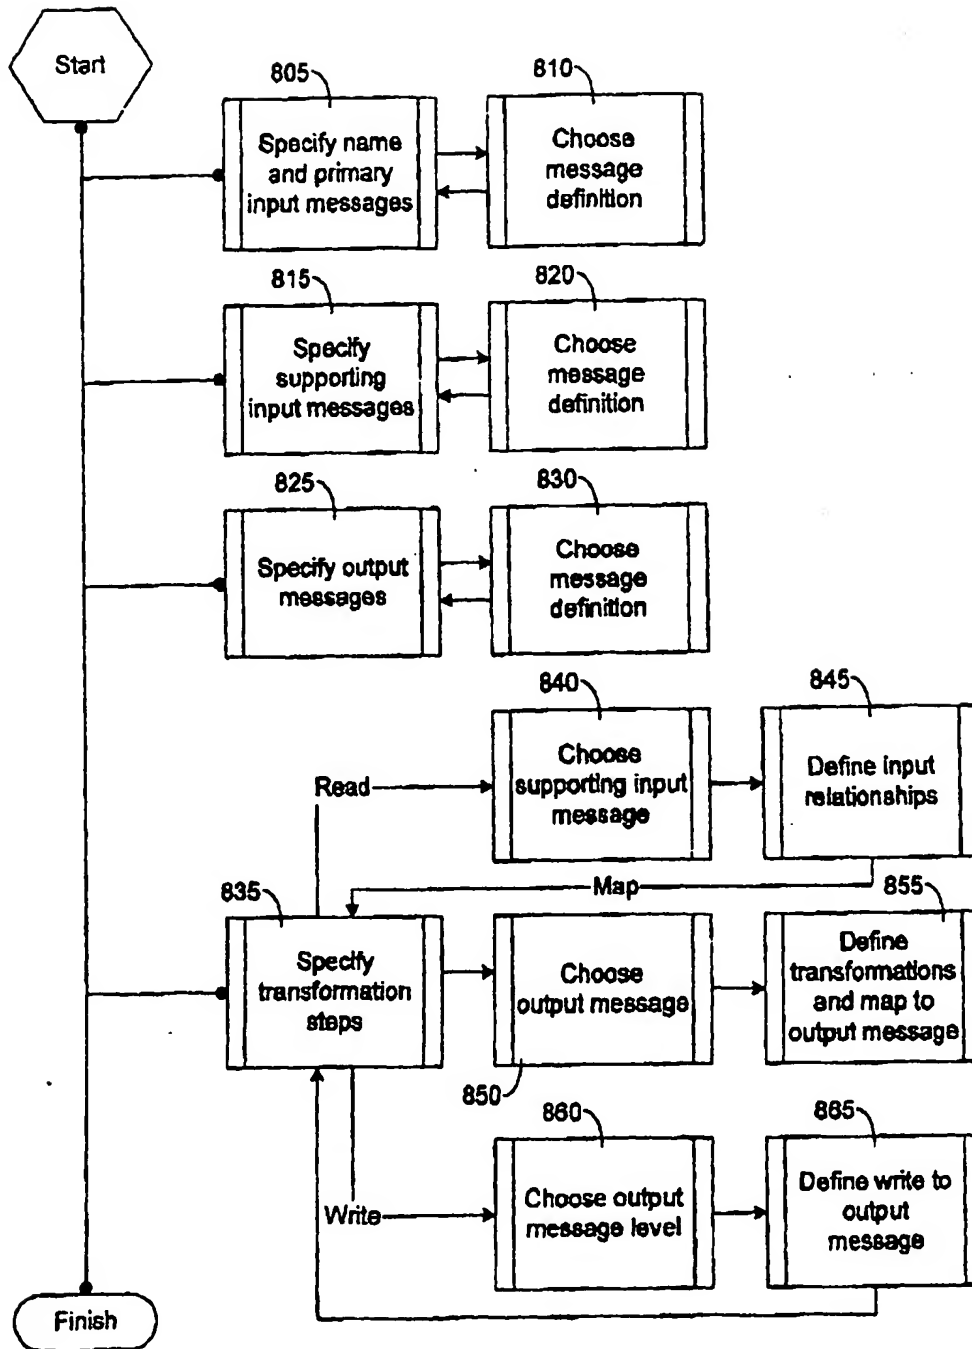 Start
805
Specify name
and primary
input messages
810
Choose
message
definition
815
Specify
supporting
input messages
820
Choose
message
definition
825
Specify output
messages
830
Choose
message
definition
840
Choose
supporting input
message
845
Define input
relationships
Read
Map
835
Specify
transformation
steps
Choose
output message
850
855
Define
transformations
and map to
output message
860
Choose output
message level
865
Define write to
output
message
Write
Finish